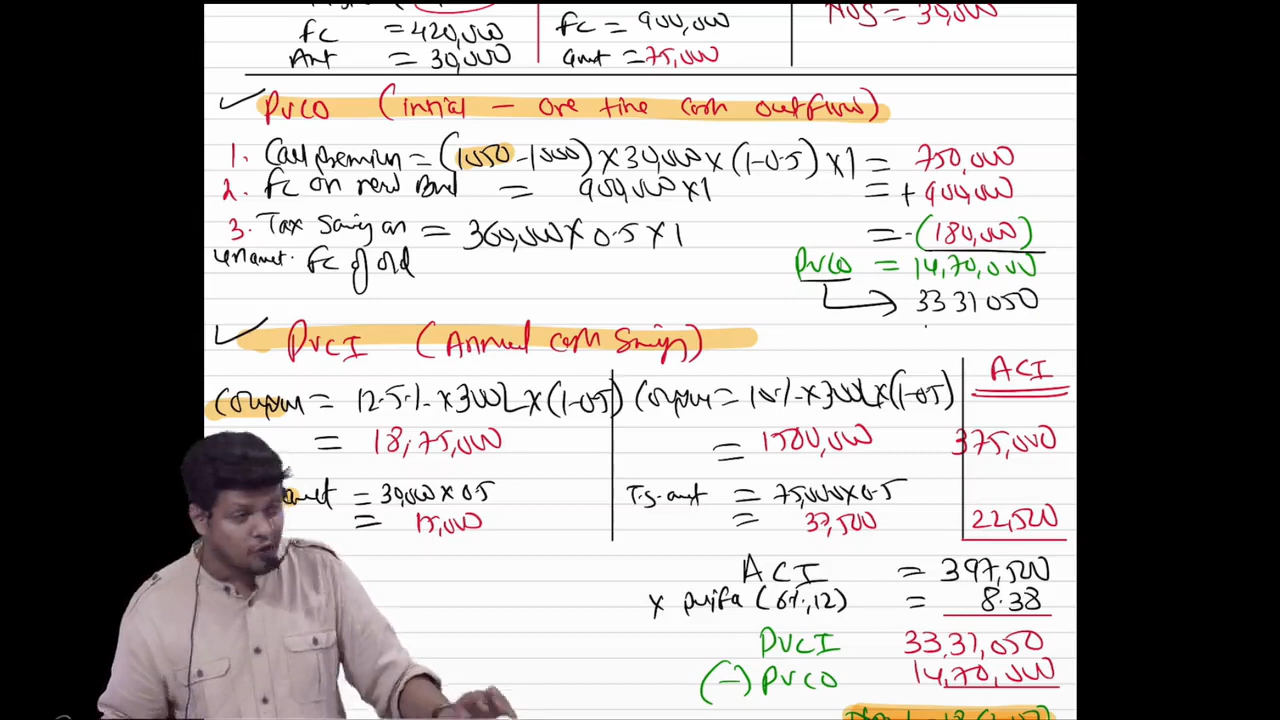 FC = 420,000
Amt = 30,000
FC = 900,000
Amt = 75,000
NOS = 30,000
PVCO (initial - one time cash outflow)
1. Call premium = (1050-1000) × 30,000 × (1-0.5) × 1 = 750,000
2. FC on new Bond = 900,000 × 1 = + 900,000
3. Tax Saving on = 360,000 × 0.5 × 1 = -(180,000)
unamt. FC of old
PVCO = 14,70,000
33 31 050
PVCI (Annual cash Savings)
ACI
Coupon = 12.5% × 300L × (1-0.5)
= 18,75,000
Coupon = 10% × 300L × (1-0.5)
= 1500,000
375,000
amt = 30,000 × 0.5
= 15,000
T.S-amt = 75,000 × 0.5
= 37,500
22,500
ACI = 397,500
× pvifa (6%,12) = 8.38
PVCI 33,31,050
(-) PVCO 14,70,000